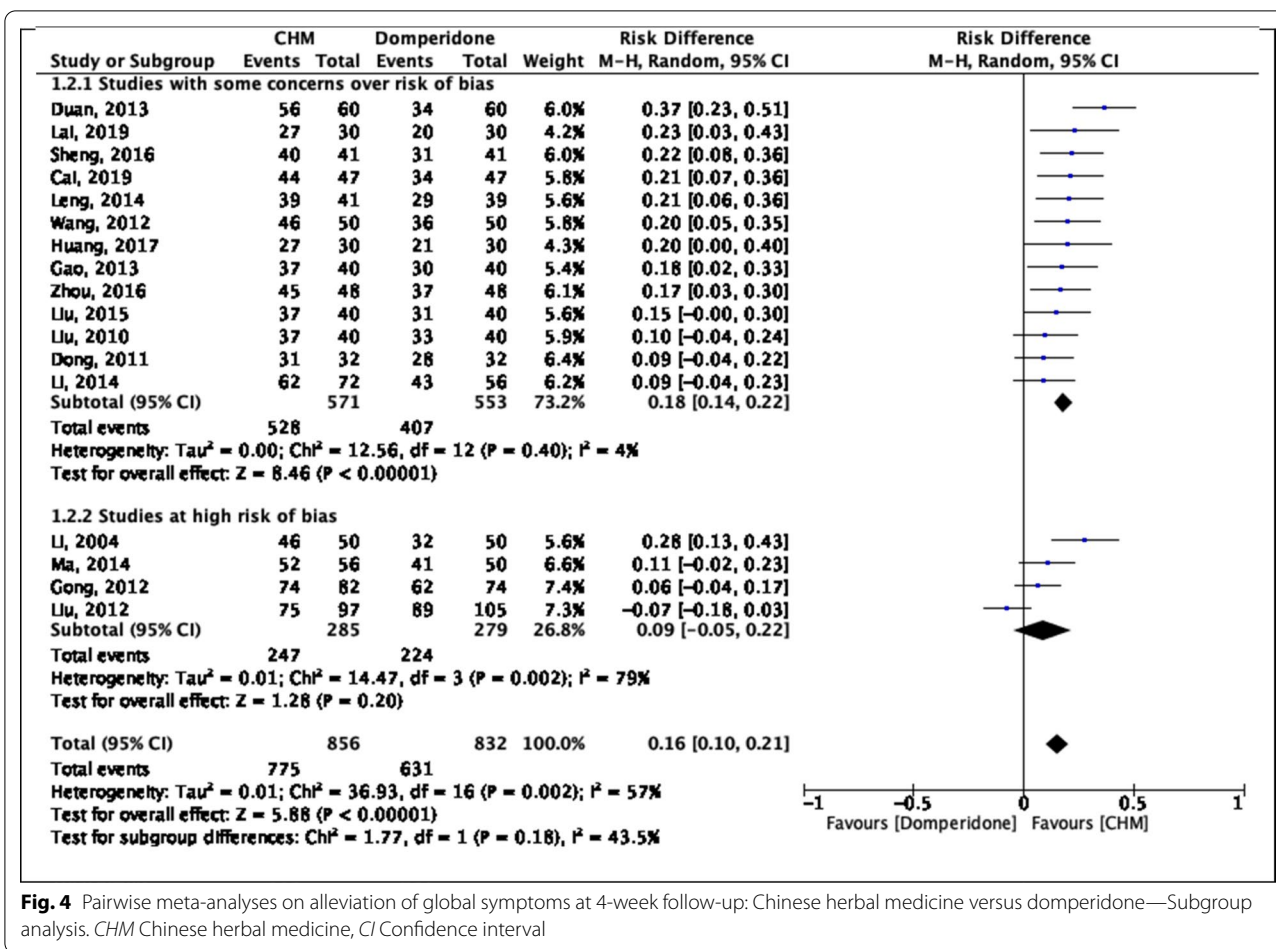 CHM Domperidone Risk Difference Risk Difference
Study or Subgroup Events Total Events Total Weight M-H, Random, 95% CI M-H, Random, 95% CI
1.2.1 Studies with some concerns over risk of bias
Duan, 2013 56 60 34 60 6.0% 0.37 [0.23, 0.51]
Lai, 2019 27 30 20 30 4.2% 0.23 [0.03, 0.43]
Sheng, 2016 40 41 31 41 6.0% 0.22 [0.08, 0.36]
Cai, 2019 44 47 34 47 5.8% 0.21 [0.07, 0.36]
Leng, 2014 39 41 29 39 5.6% 0.21 [0.06, 0.36]
Wang, 2012 46 50 36 50 5.8% 0.20 [0.05, 0.35]
Huang, 2017 27 30 21 30 4.3% 0.20 [0.00, 0.40]
Gao, 2013 37 40 30 40 5.4% 0.18 [0.02, 0.33]
Zhou, 2016 45 48 37 48 6.1% 0.17 [0.03, 0.30]
Liu, 2015 37 40 31 40 5.6% 0.15 [-0.00, 0.30]
Liu, 2010 37 40 33 40 5.9% 0.10 [-0.04, 0.24]
Dong, 2011 31 32 28 32 6.4% 0.09 [-0.04, 0.22]
Li, 2014 62 72 43 56 6.2% 0.09 [-0.04, 0.23]
Subtotal (95% CI) 571 553 73.2% 0.18 [0.14, 0.22]
Total events 528 407
Heterogeneity: Tau² = 0.00; Chi² = 12.56, df = 12 (P = 0.40); I² = 4%
Test for overall effect: Z = 8.46 (P < 0.00001)
1.2.2 Studies at high risk of bias
Li, 2004 46 50 32 50 5.6% 0.28 [0.13, 0.43]
Ma, 2014 52 56 41 50 6.6% 0.11 [-0.02, 0.23]
Gong, 2012 74 82 62 74 7.4% 0.06 [-0.04, 0.17]
Liu, 2012 75 97 89 105 7.3% -0.07 [-0.18, 0.03]
Subtotal (95% CI) 285 279 26.8% 0.09 [-0.05, 0.22]
Total events 247 224
Heterogeneity: Tau² = 0.01; Chi² = 14.47, df = 3 (P = 0.002); I² = 79%
Test for overall effect: Z = 1.28 (P = 0.20)
Total (95% CI) 856 832 100.0% 0.16 [0.10, 0.21]
Total events 775 631
Heterogeneity: Tau² = 0.01; Chi² = 36.93, df = 16 (P = 0.002); I² = 57%
Test for overall effect: Z = 5.88 (P < 0.00001)
Test for subgroup differences: Chi² = 1.77, df = 1 (P = 0.18), I² = 43.5%
-1 -0.5 0 0.5 1
Favours [Domperidone] Favours [CHM]
Fig. 4 Pairwise meta-analyses on alleviation of global symptoms at 4-week follow-up: Chinese herbal medicine versus domperidone—Subgroup
analysis. CHM Chinese herbal medicine, CI Confidence interval